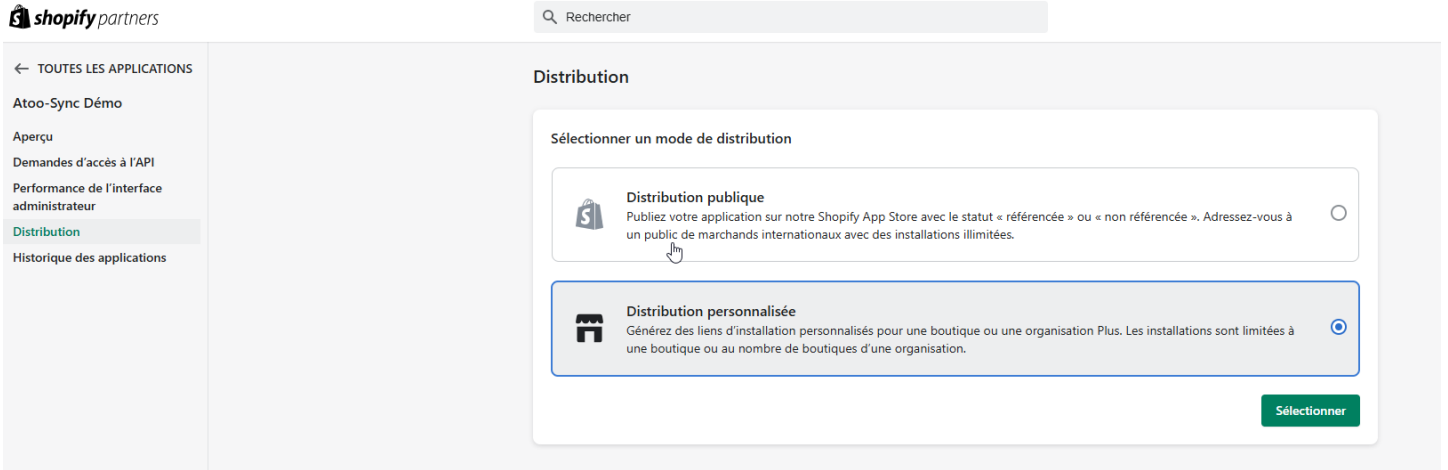 shopify partners
Rechercher
TOUTES LES APPLICATIONS
Atoo-Sync Démo
Aperçu
Demandes d'accès à l'API
Performance de l'interface
administrateur
Distribution
Historique des applications
Distribution
Sélectionner un mode de distribution
Distribution publique
Publiez votre application sur notre Shopify App Store avec le statut « référencée » ou « non référencée ». Adressez-vous à
un public de marchands internationaux avec des installations illimitées.
Distribution personnalisée
Générez des liens d'installation personnalisés pour une boutique ou une organisation Plus. Les installations sont limitées à
une boutique ou au nombre de boutiques d'une organisation.
Sélectionner